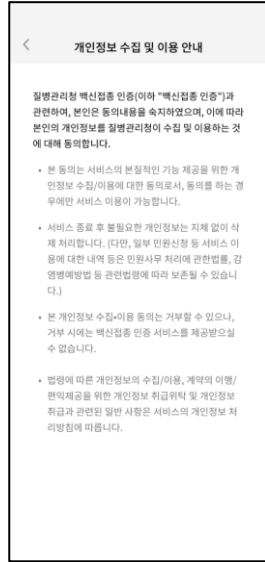 개인정보 수집 및 이용 안내
질병관리청 백신접종 인증(이하 "백신접종 인증")과
관련하여, 본인은 동의내용을 숙지하였으며, 이에 따라
본인의 개인정보를 질병관리청이 수집 및 이용하는 것
에 대해 동의합니다.
• 본 동의는 서비스의 본질적인 기능 제공을 위한 개
인정보 수집/이용에 대한 동의로서, 동의를 하는 경
우에만 서비스 이용이 가능합니다.
• 서비스 종료 후 불필요한 개인정보는 지체 없이 삭
제 처리합니다. (다만, 일부 민원신청 등 서비스 이
용에 대한 내역 등은 민원사무 처리에 관한법률, 감
염병예방법 등 관련법령에 따라 보존될 수 있습니
다.)
• 본 개인정보 수집•이용 동의는 거부할 수 있으나,
거부 시에는 백신접종 인증 서비스를 제공받으실
수 없습니다.
• 법령에 따른 개인정보의 수집/이용, 계약의 이행/
편익제공을 위한 개인정보 취급위탁 및 개인정보
취급과 관련된 일반 사항은 서비스의 개인정보 처
리방침에 따릅니다.